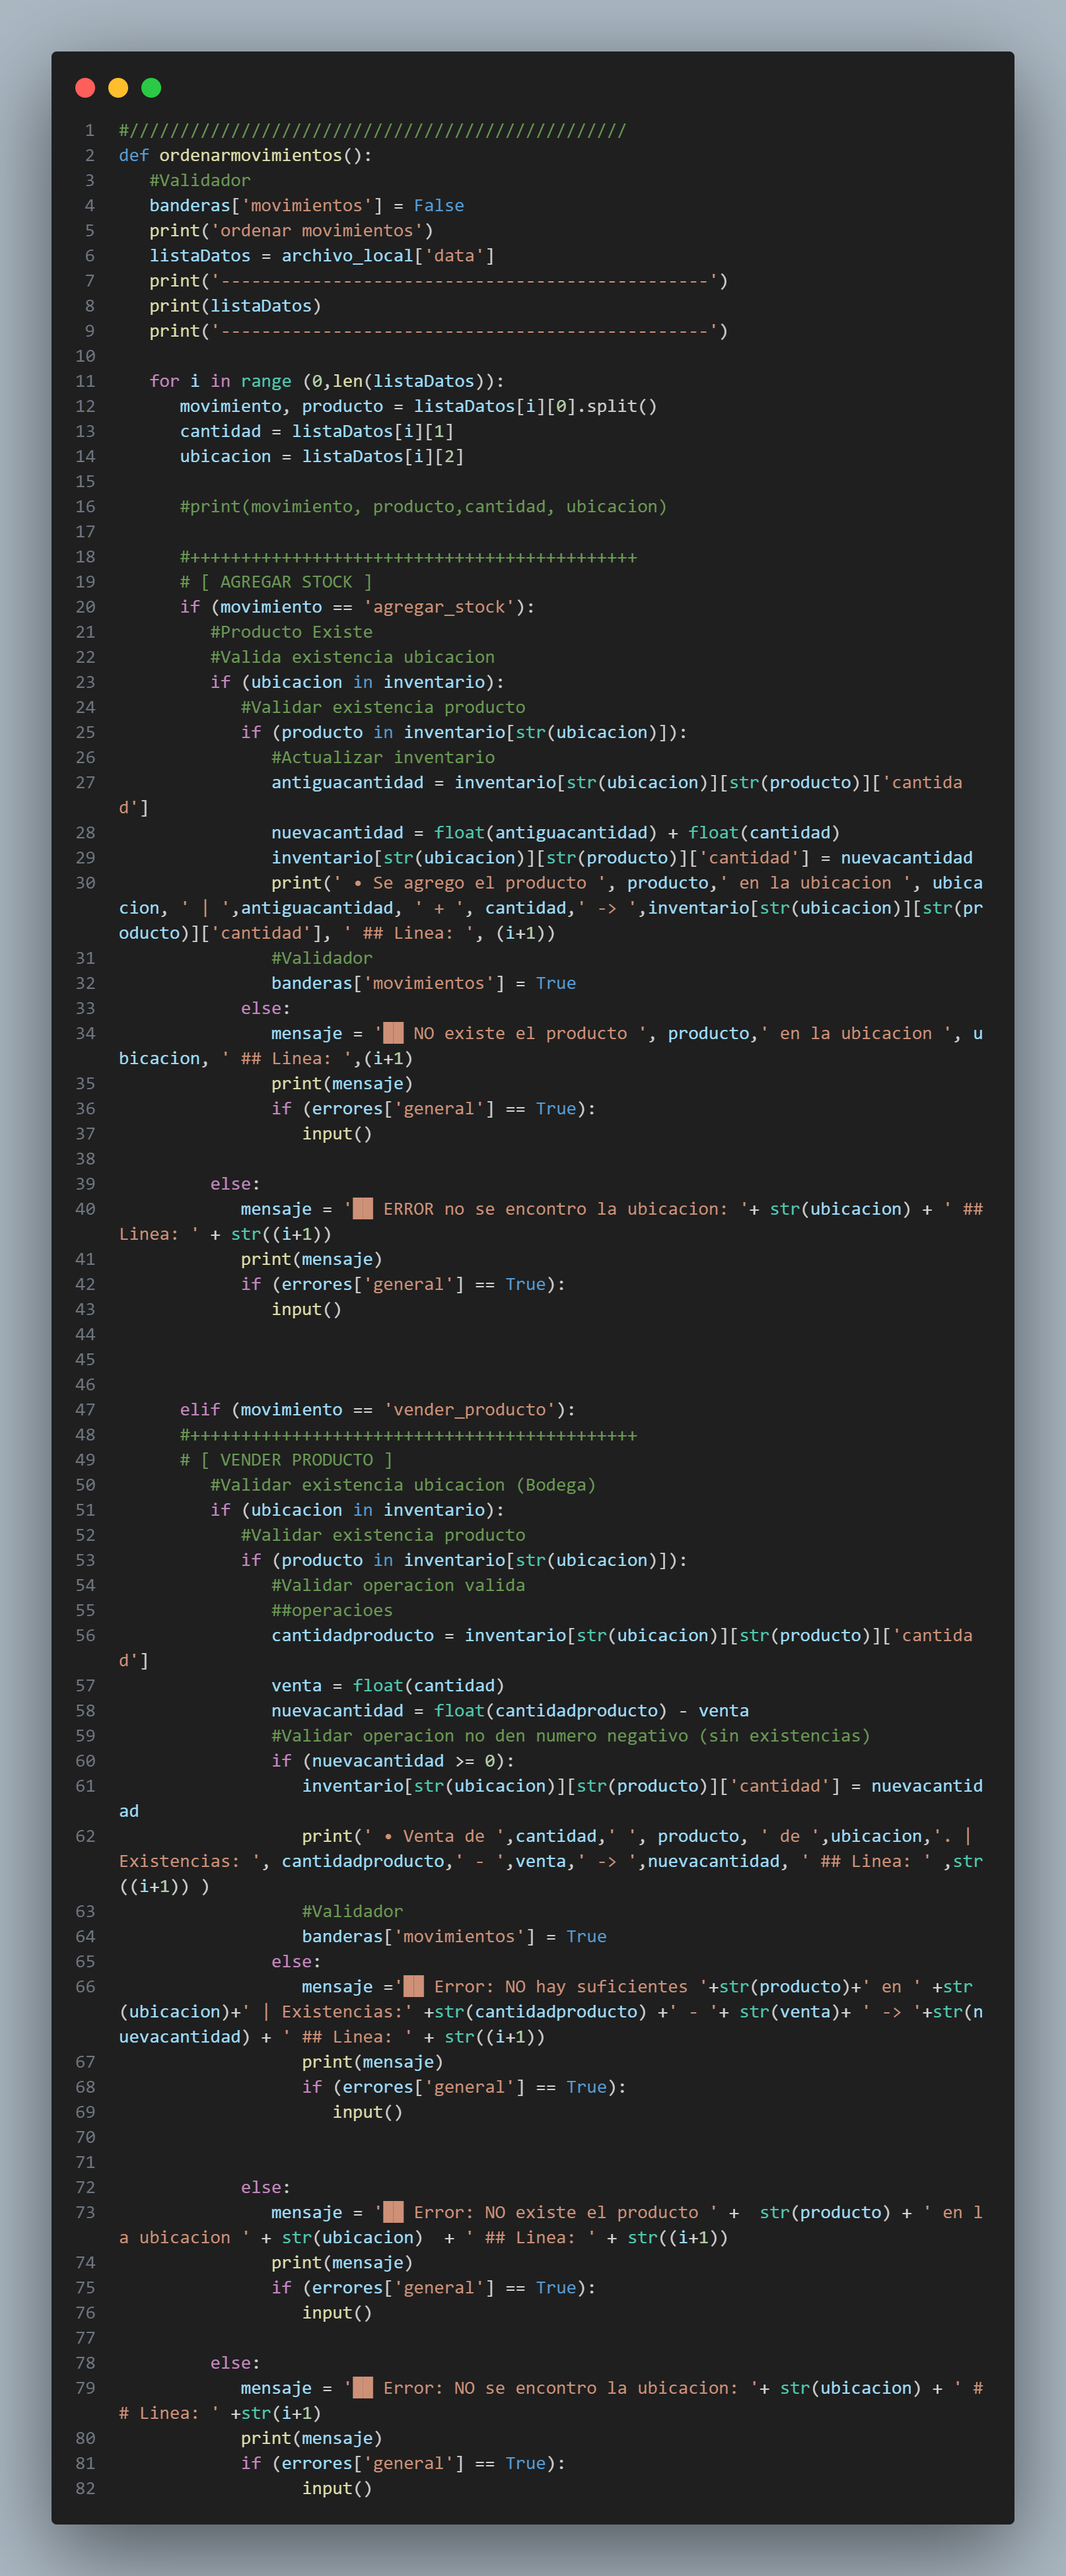 1 #/////////////////////////////////////////////////
2 def ordenarmovimientos():
3 #Validador
4 banderas['movimientos'] = False
5 print('ordenar movimientos')
6 listaDatos = archivo_local['data']
7 print('------------------------------------------------')
8 print(listaDatos)
9 print('------------------------------------------------')
10
11 for i in range (0,len(listaDatos)):
12 movimiento, producto = listaDatos[i][0].split()
13 cantidad = listaDatos[i][1]
14 ubicacion = listaDatos[i][2]
15
16 #print(movimiento, producto,cantidad, ubicacion)
17
18 #++++++++++++++++++++++++++++++++++++++++++++
19 # [ AGREGAR STOCK ]
20 if (movimiento == 'agregar_stock'):
21 #Producto Existe
22 #Valida existencia ubicacion
23 if (ubicacion in inventario):
24 #Validar existencia producto
25 if (producto in inventario[str(ubicacion)]):
26 #Actualizar inventario
27 antiguacantidad = inventario[str(ubicacion)][str(producto)]['cantida
d']
28 nuevacantidad = float(antiguacantidad) + float(cantidad)
29 inventario[str(ubicacion)][str(producto)]['cantidad'] = nuevacantidad
30 print(' • Se agrego el producto ', producto,' en la ubicacion ', ubica
cion, ' | ',antiguacantidad, ' + ', cantidad,' -> ',inventario[str(ubicacion)][str(pr
oducto)]['cantidad'], ' ## Linea: ', (i+1))
31 #Validador
32 banderas['movimientos'] = True
33 else:
34 mensaje = '██ NO existe el producto ', producto,' en la ubicacion ', u
bicacion, ' ## Linea: ',(i+1)
35 print(mensaje)
36 if (errores['general'] == True):
37 input()
38
39 else:
40 mensaje = '██ ERROR no se encontro la ubicacion: '+ str(ubicacion) + ' ##
Linea: ' + str((i+1))
41 print(mensaje)
42 if (errores['general'] == True):
43 input()
44
45
46
47 elif (movimiento == 'vender_producto'):
48 #++++++++++++++++++++++++++++++++++++++++++++
49 # [ VENDER PRODUCTO ]
50 #Validar existencia ubicacion (Bodega)
51 if (ubicacion in inventario):
52 #Validar existencia producto
53 if (producto in inventario[str(ubicacion)]):
54 #Validar operacion valida
55 ##operacioes
56 cantidadproducto = inventario[str(ubicacion)][str(producto)]['cantida
d']
57 venta = float(cantidad)
58 nuevacantidad = float(cantidadproducto) - venta
59 #Validar operacion no den numero negativo (sin existencias)
60 if (nuevacantidad >= 0):
61 inventario[str(ubicacion)][str(producto)]['cantidad'] = nuevacantid
ad
62 print(' • Venta de ',cantidad,' ', producto, ' de ',ubicacion,'. |
Existencias: ', cantidadproducto,' - ',venta,' -> ',nuevacantidad, ' ## Linea: ' ,str
((i+1)) )
63 #Validador
64 banderas['movimientos'] = True
65 else:
66 mensaje ='██ Error: NO hay suficientes '+str(producto)+' en ' +str
(ubicacion)+' | Existencias:' +str(cantidadproducto) +' - '+ str(venta)+ ' -> '+str(n
uevacantidad) + ' ## Linea: ' + str((i+1))
67 print(mensaje)
68 if (errores['general'] == True):
69 input()
70
71
72 else:
73 mensaje = '██ Error: NO existe el producto ' +  str(producto) + ' en l
a ubicacion ' + str(ubicacion)  + ' ## Linea: ' + str((i+1))
74 print(mensaje)
75 if (errores['general'] == True):
76 input()
77
78 else:
79 mensaje = '██ Error: NO se encontro la ubicacion: '+ str(ubicacion) + ' #
# Linea: ' +str(i+1)
80 print(mensaje)
81 if (errores['general'] == True):
82 input()